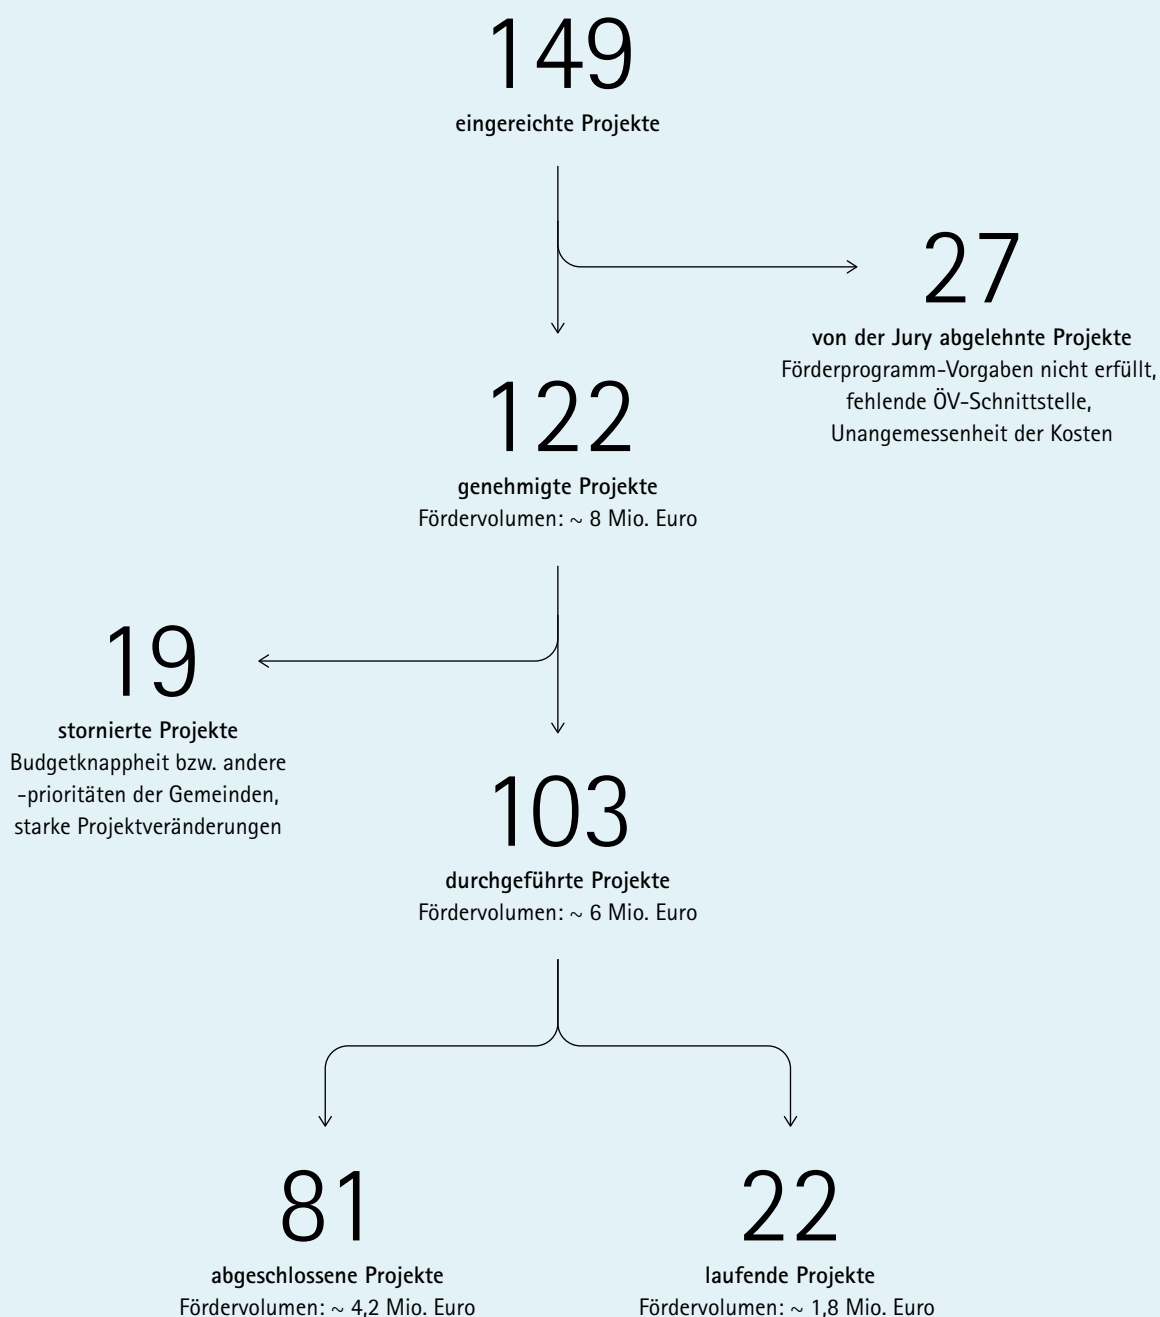 149
eingereichte Projekte
27
von der Jury abgelehnte Projekte
Förderprogramm-Vorgaben nicht erfüllt,
fehlende ÖV-Schnittstelle,
Unangemessenheit der Kosten
122
genehmigte Projekte
Fördervolumen: ~ 8 Mio. Euro
19
stornierte Projekte
Budgetknappheit bzw. andere
-prioritäten der Gemeinden,
starke Projektveränderungen
103
durchgeführte Projekte
Fördervolumen: ~ 6 Mio. Euro
81
abgeschlossene Projekte
Fördervolumen: ~ 4,2 Mio. Euro
22
laufende Projekte
Fördervolumen: ~ 1,8 Mio. Euro